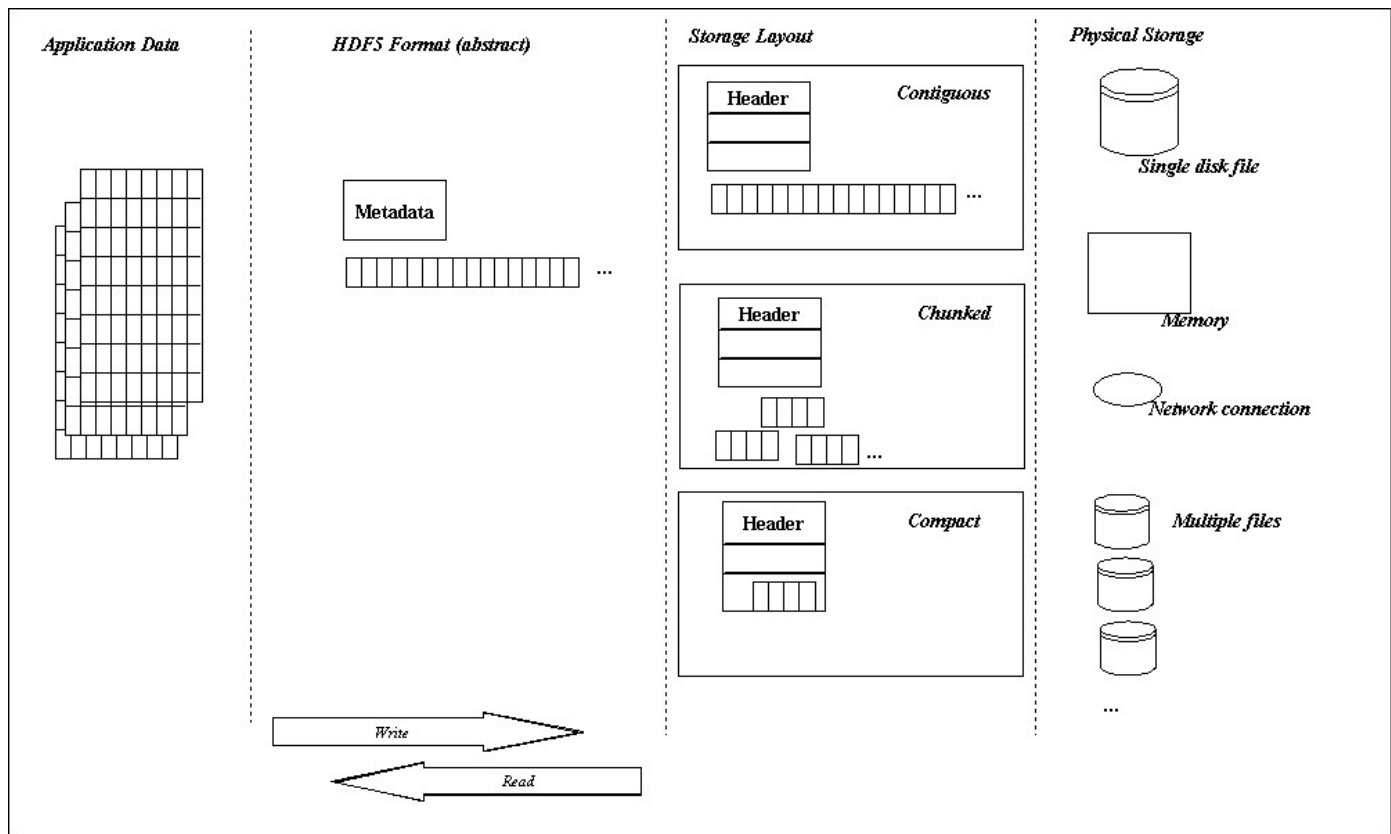 Application Data
HDF5 Format (abstract)
Storage Layout
Physical Storage
Metadata
...
Header
Contiguous
...
Header
Chunked
...
Header
Compact
Single disk file
Memory
Network connection
Multiple files
...
Write
Read